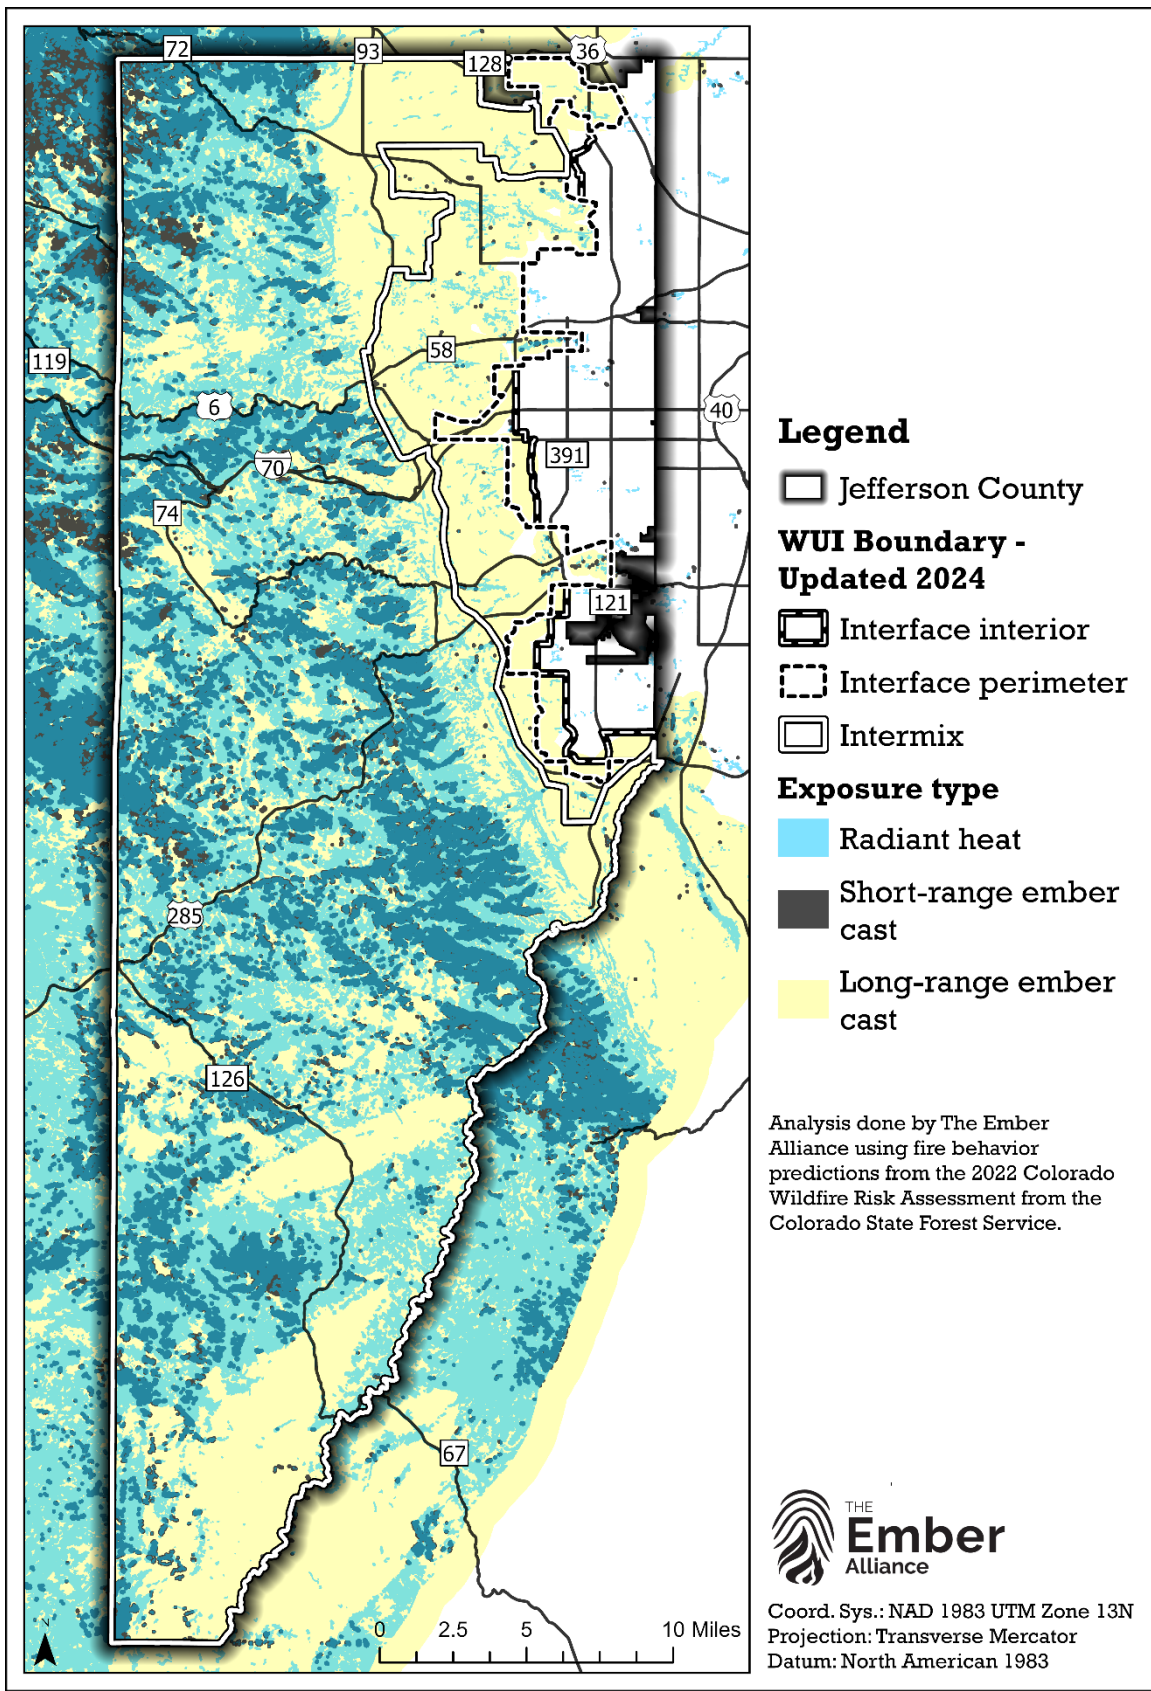 72
93
128
36
119
58
6
40
70
391
74
121
285
126
67
N
0 2.5 5 10 Miles
Legend
Jefferson County
WUI Boundary -
Updated 2024
Interface interior
Interface perimeter
Intermix
Exposure type
Radiant heat
Short-range ember
cast
Long-range ember
cast
Analysis done by The Ember
Alliance using fire behavior
predictions from the 2022 Colorado
Wildfire Risk Assessment from the
Colorado State Forest Service.
THE
Ember
Alliance
Coord. Sys.: NAD 1983 UTM Zone 13N
Projection: Transverse Mercator
Datum: North American 1983